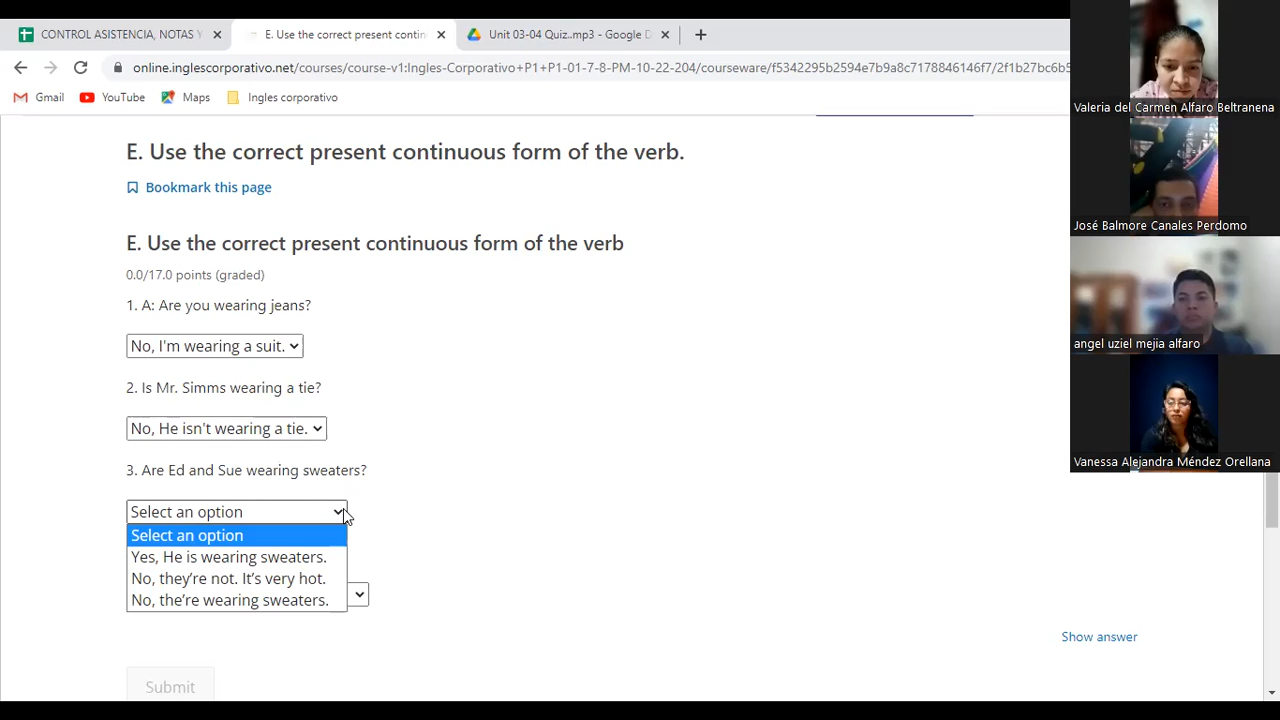 CONTROL ASISTENCIA, NOTAS Y
E. Use the correct present contin
Unit 03-04 Quiz..mp3 - Google D
online.inglescorporativo.net/courses/course-v1:Ingles-Corporativo+P1+P1-01-7-8-PM-10-22-204/courseware/f5342295b2594e7b9a8c7178846146f7/2f1b27bc6b5
Gmail
YouTube
Maps
Ingles corporativo
E. Use the correct present continuous form of the verb.
Bookmark this page
E. Use the correct present continuous form of the verb
0.0/17.0 points (graded)
1. A: Are you wearing jeans?
No, I'm wearing a suit.
2. Is Mr. Simms wearing a tie?
No, He isn't wearing a tie.
3. Are Ed and Sue wearing sweaters?
Select an option
Select an option
Yes, He is wearing sweaters.
No, they’re not. It’s very hot.
No, the’re wearing sweaters.
Show answer
Submit
Valeria del Carmen Alfaro Beltranena
José Balmore Canales Perdomo
angel uziel mejia alfaro
Vanessa Alejandra Méndez Orellana